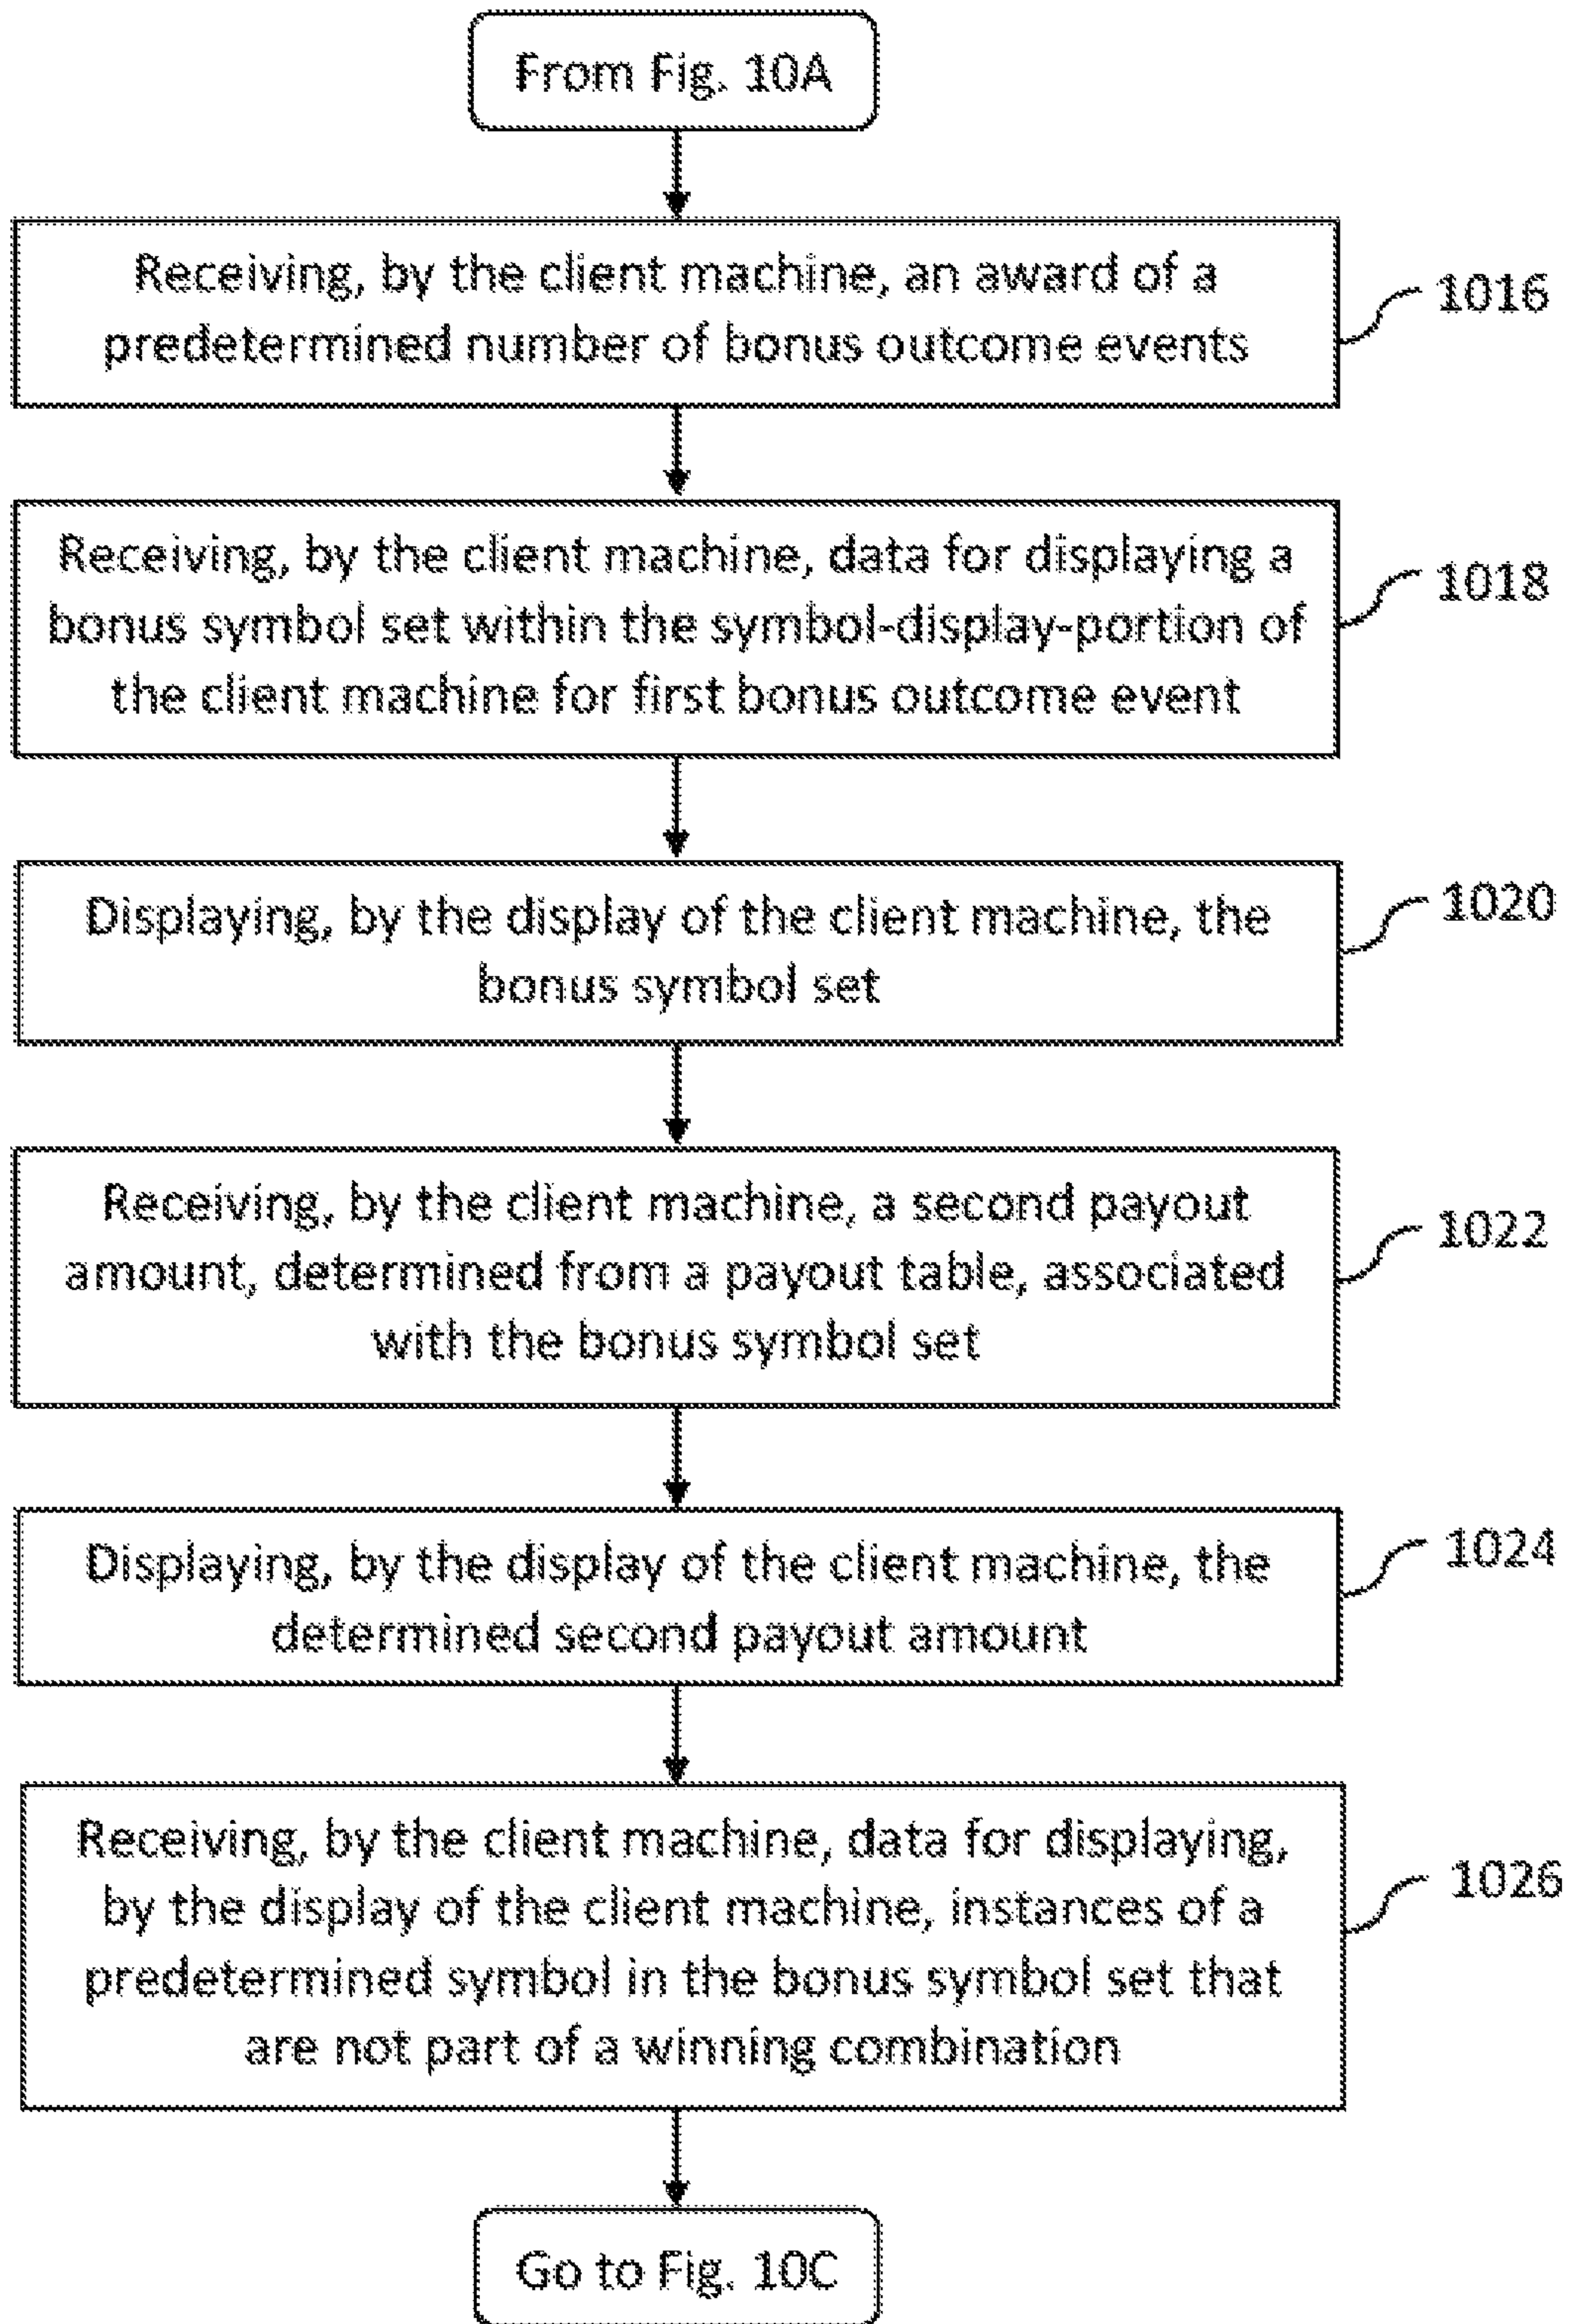 From Fig. 10A
Receiving, by the client machine, an award of a
predetermined number of bonus outcome events
1016
Receiving, by the client machine, data for displaying a
bonus symbol set within the symbol-display-portion of
the client machine for first bonus outcome event
1018
Displaying, by the display of the client machine, the
bonus symbol set
1020
Receiving, by the client machine, a second payout
amount, determined from a payout table, associated
with the bonus symbol set
1022
Displaying, by the display of the client machine, the
determined second payout amount
1024
Receiving, by the client machine, data for displaying,
by the display of the client machine, instances of a
predetermined symbol in the bonus symbol set that
are not part of a winning combination
1026
Go to Fig. 10C